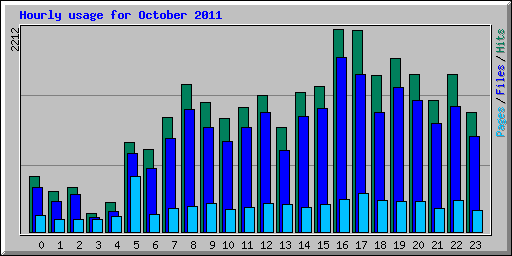 Hourly usage for October 2011
2212
Pages / Files / Hits
0 1 2 3 4 5 6 7 8 9 10 11 12 13 14 15 16 17 18 19 20 21 22 23